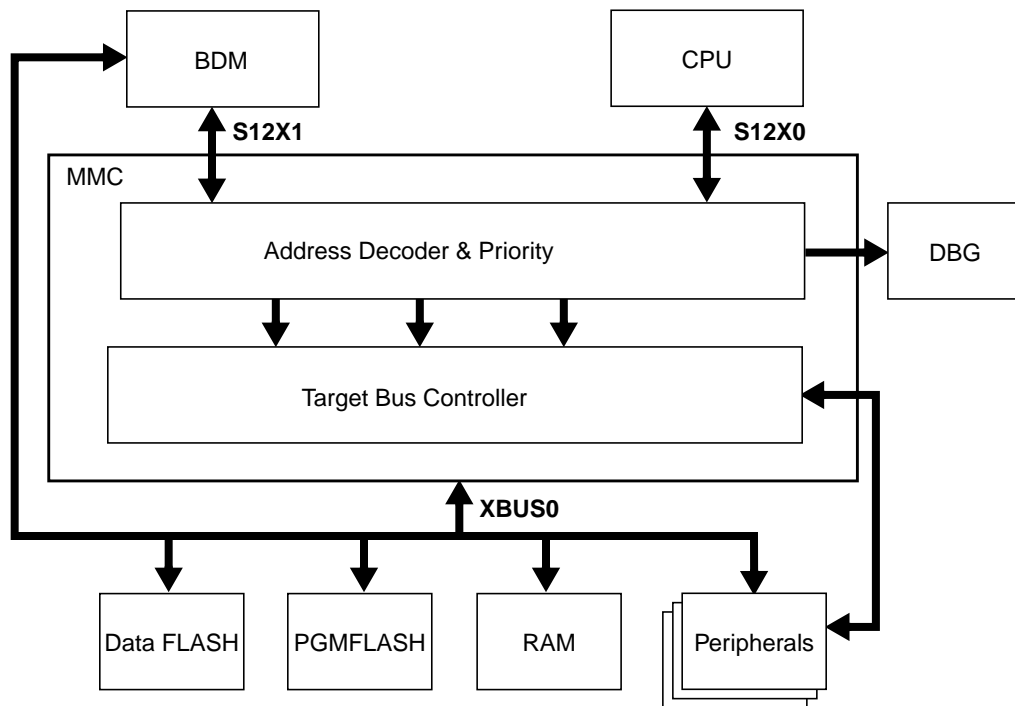 BDM
CPU
S12X1
S12X0
MMC
Address Decoder & Priority
DBG
Target Bus Controller
XBUS0
Data FLASH
PGMFLASH
RAM
Peripherals